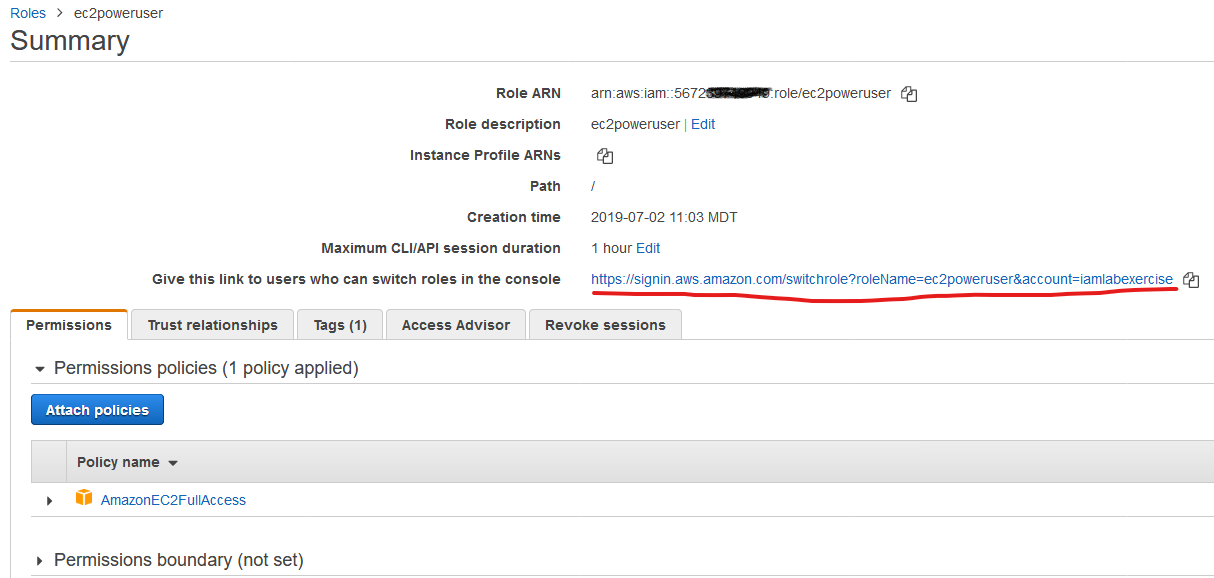 Roles > ec2poweruser
Summary
Role ARN arn:aws:iam::5672 :role/ec2poweruser
Role description ec2poweruser | Edit
Instance Profile ARNs
Path /
Creation time 2019-07-02 11:03 MDT
Maximum CLI/API session duration 1 hour Edit
Give this link to users who can switch roles in the console https://signin.aws.amazon.com/switchrole?roleName=ec2poweruser&account=iamlabexercise
Permissions Trust relationships Tags (1) Access Advisor Revoke sessions
Permissions policies (1 policy applied)
Attach policies
Policy name
AmazonEC2FullAccess
Permissions boundary (not set)